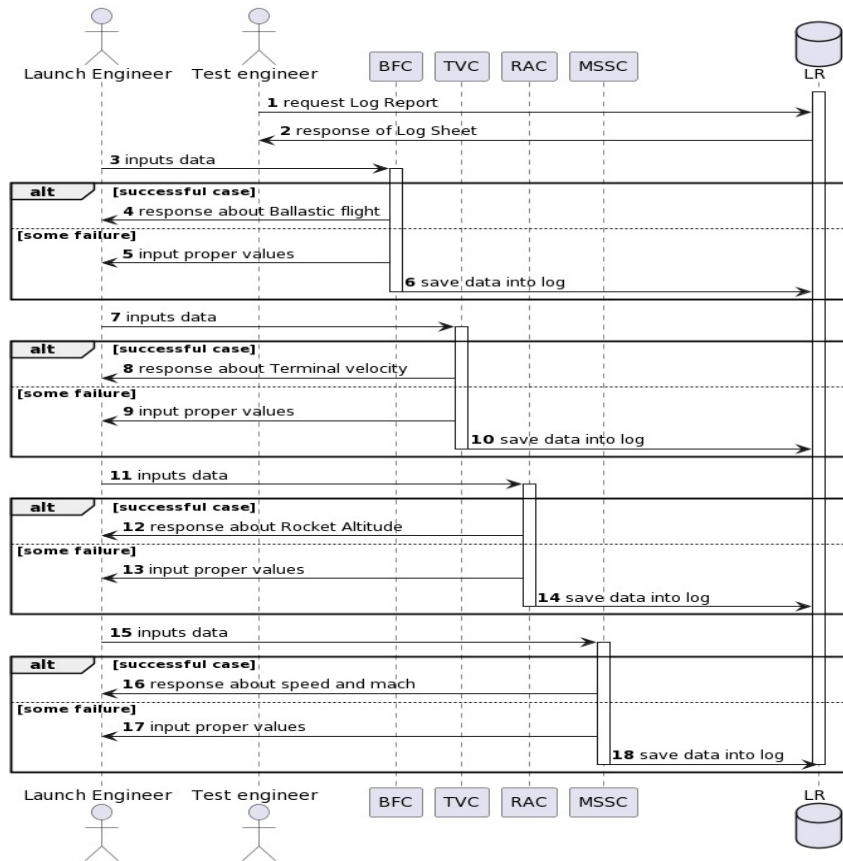 Launch Engineer
Test engineer
BFC
TVC
RAC
MSSC
LR
1 request Log Report
2 response of Log Sheet
3 inputs data
alt [successful case]
4 response about Ballastic flight
[some failure]
5 input proper values
6 save data into log
7 inputs data
alt [successful case]
8 response about Terminal velocity
[some failure]
9 input proper values
10 save data into log
11 inputs data
alt [successful case]
12 response about Rocket Altitude
[some failure]
13 input proper values
14 save data into log
15 inputs data
alt [successful case]
16 response about speed and mach
[some failure]
17 input proper values
18 save data into log
Launch Engineer
Test engineer
BFC
TVC
RAC
MSSC
LR